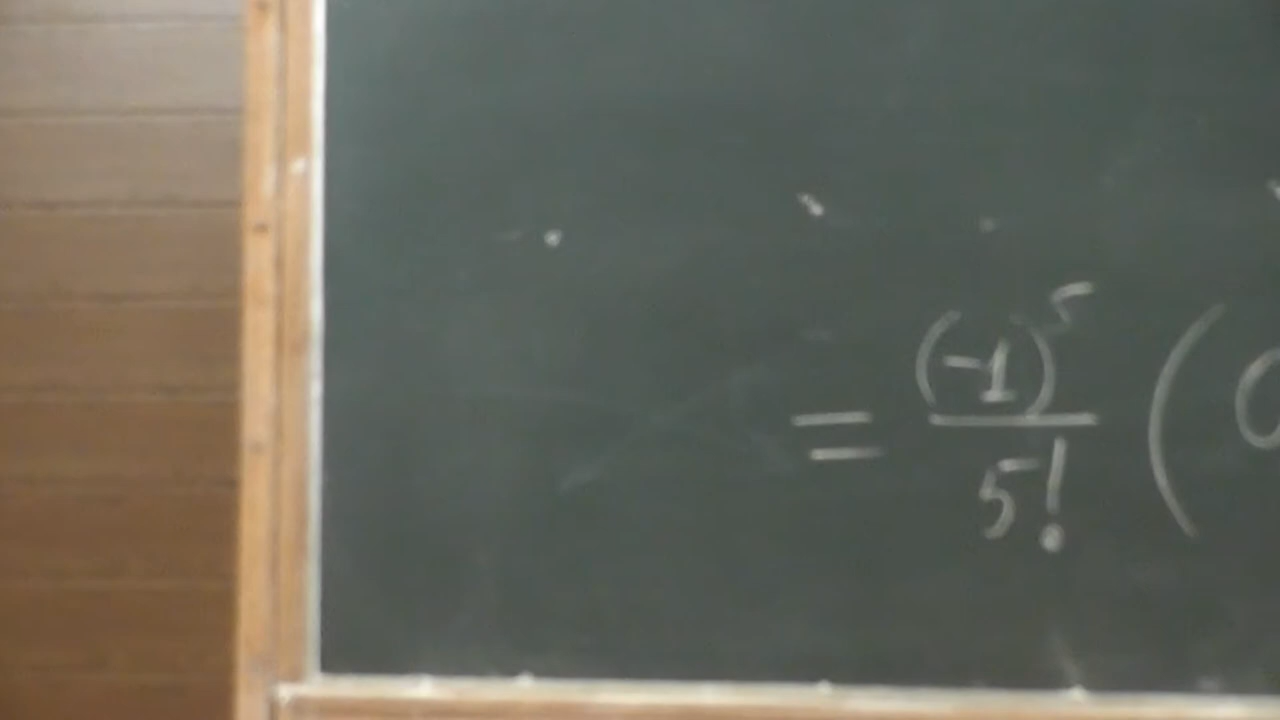 = (-1)^5 / 5! (